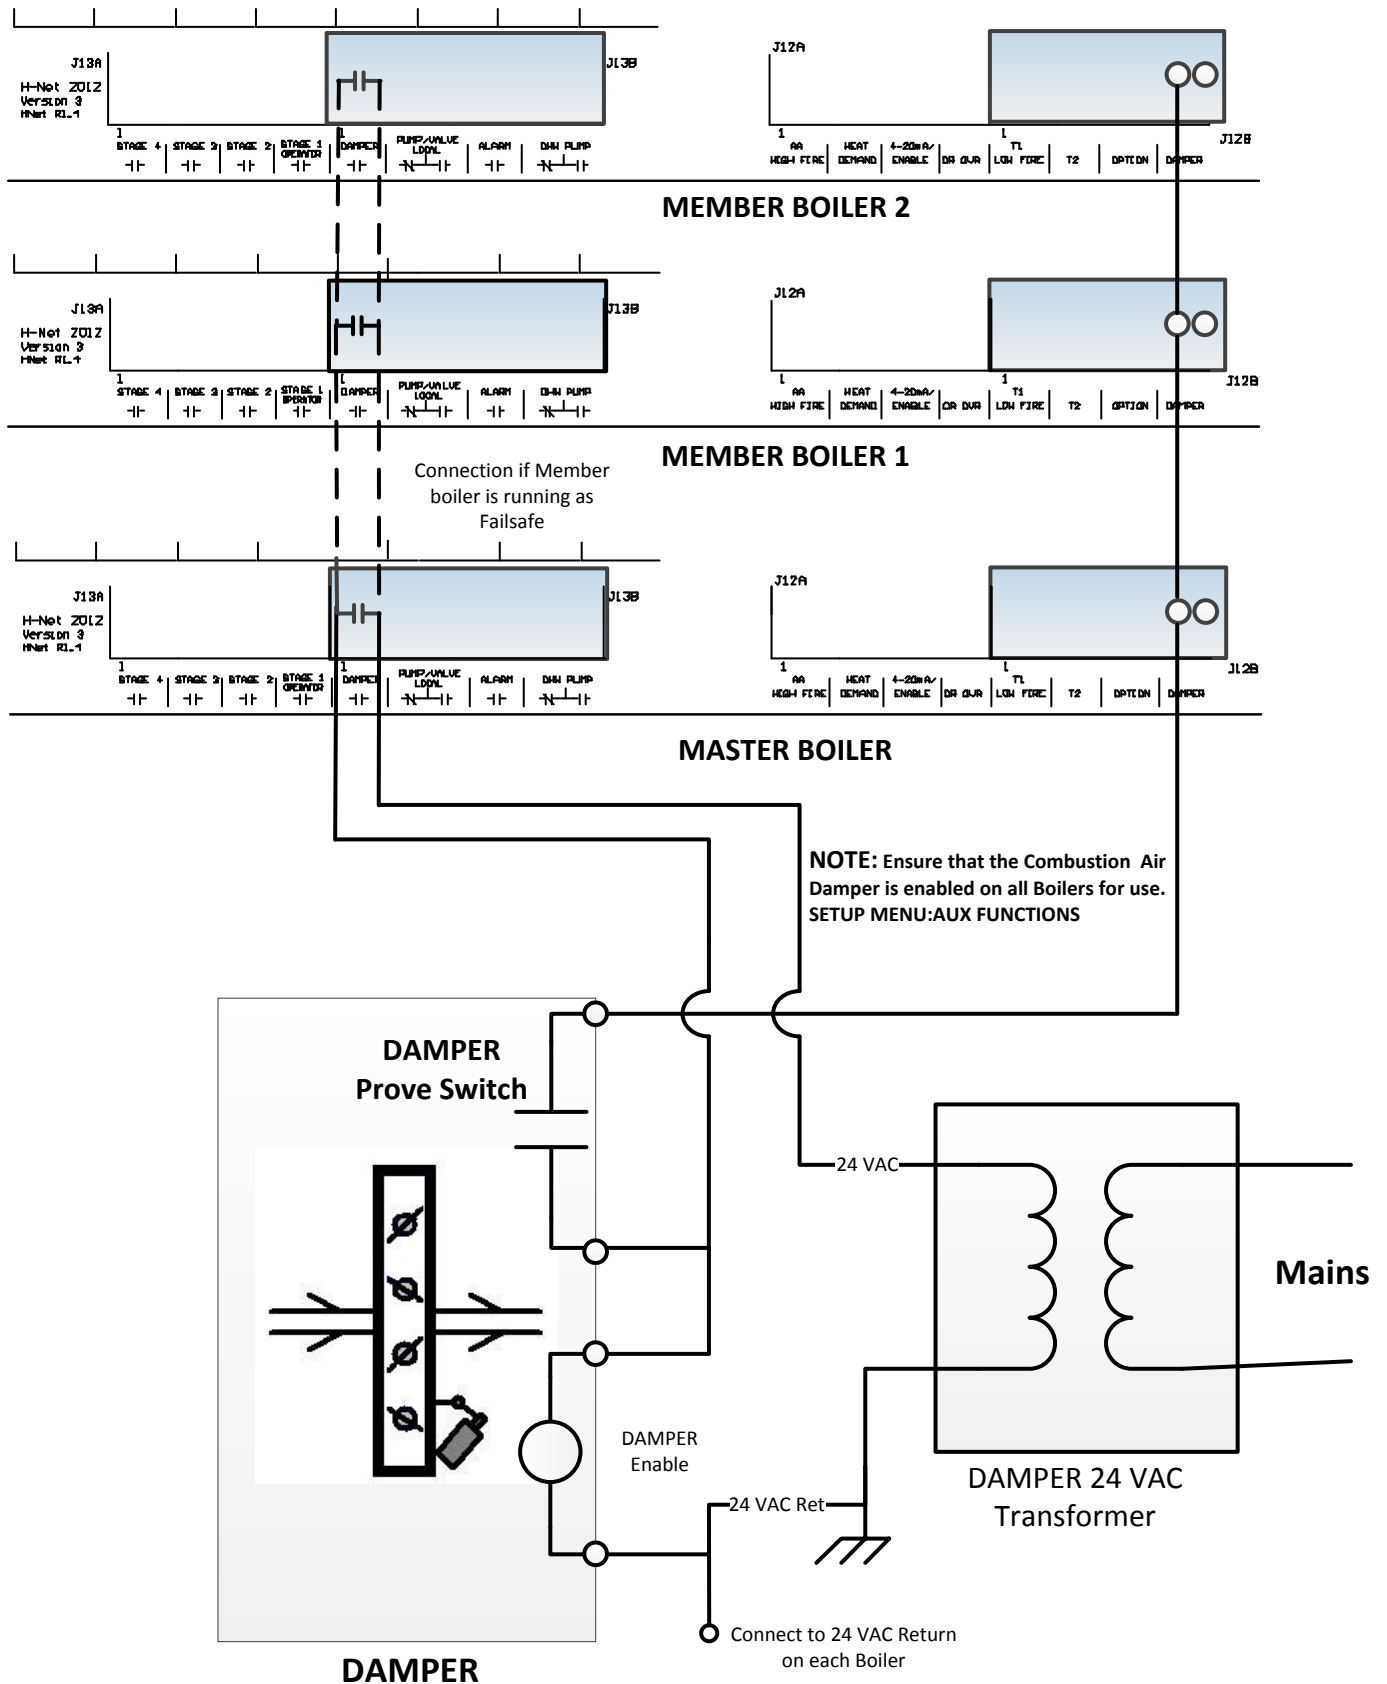 J13A
J13B
J12A
J12B
H-Net 2012
Version 3
HNet R1.4
1
1
1
1
STAGE 4
STAGE 3
STAGE 2
STAGE 1
OPERATOR
DAMPER
PUMP/VALVE
LOCAL
ALARM
DHW PUMP
AA
HIGH FIRE
HEAT
DEMAND
4-20mA/
ENABLE
OR OVR
T1
LOW FIRE
T2
OPTION
DAMPER
MEMBER BOILER 2
J13A
J13B
J12A
J12B
H-Net 2012
Version 3
HNet R1.4
1
1
1
1
STAGE 4
STAGE 3
STAGE 2
STAGE 1
OPERATOR
DAMPER
PUMP/VALVE
LOCAL
ALARM
DHW PUMP
AA
HIGH FIRE
HEAT
DEMAND
4-20mA/
ENABLE
OR OVR
T1
LOW FIRE
T2
OPTION
DAMPER
MEMBER BOILER 1
Connection if Member
boiler is running as
Failsafe
J13A
J13B
J12A
J12B
H-Net 2012
Version 3
HNet R1.4
1
1
1
1
STAGE 4
STAGE 3
STAGE 2
STAGE 1
OPERATOR
DAMPER
PUMP/VALVE
LOCAL
ALARM
DHW PUMP
AA
HIGH FIRE
HEAT
DEMAND
4-20mA/
ENABLE
OR OVR
T1
LOW FIRE
T2
OPTION
DAMPER
MASTER BOILER
NOTE: Ensure that the Combustion Air
Damper is enabled on all Boilers for use.
SETUP MENU:AUX FUNCTIONS
DAMPER
Prove Switch
24 VAC
Mains
DAMPER
Enable
DAMPER 24 VAC
Transformer
24 VAC Ret
Connect to 24 VAC Return
on each Boiler
DAMPER